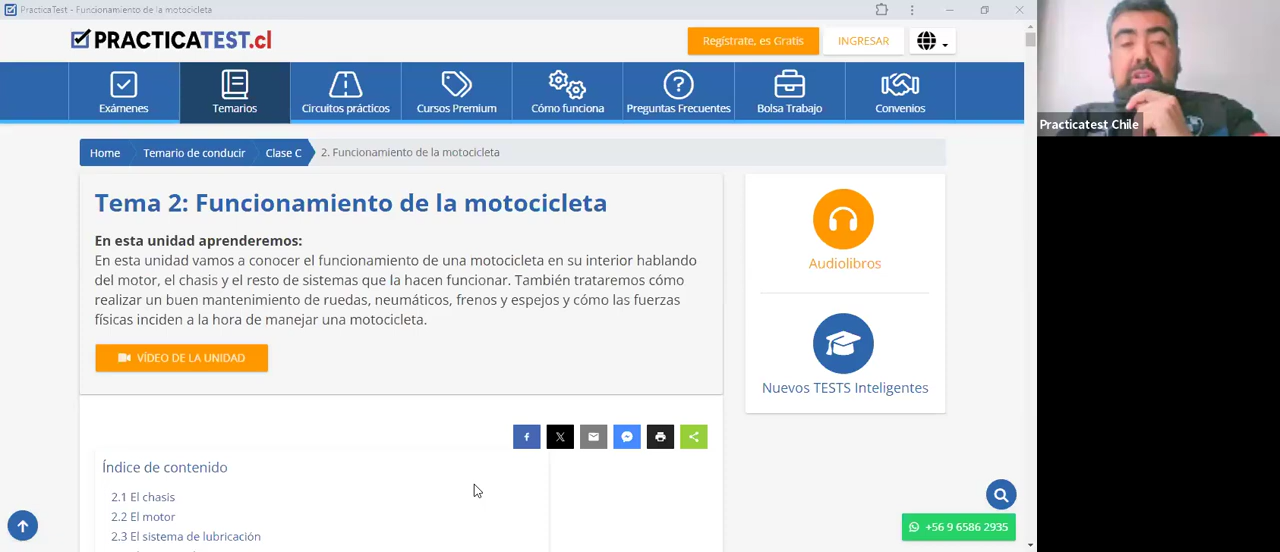 PracticaTest - Funcionamiento de la motocicleta
PRACTICATEST.cl
Regístrate, es Gratis
INGRESAR
Exámenes
Temarios
Circuitos prácticos
Cursos Premium
Cómo funciona
Preguntas Frecuentes
Bolsa Trabajo
Convenios
Practicatest Chile
Home
Temario de conducir
Clase C
2. Funcionamiento de la motocicleta
Tema 2: Funcionamiento de la motocicleta
En esta unidad aprenderemos:
En esta unidad vamos a conocer el funcionamiento de una motocicleta en su interior hablando
del motor, el chasis y el resto de sistemas que la hacen funcionar. También trataremos cómo
realizar un buen mantenimiento de ruedas, neumáticos, frenos y espejos y cómo las fuerzas
físicas inciden a la hora de manejar una motocicleta.
VÍDEO DE LA UNIDAD
Audiolibros
Nuevos TESTS Inteligentes
Índice de contenido
2.1 El chasis
2.2 El motor
2.3 El sistema de lubricación
+56 9 6586 2935